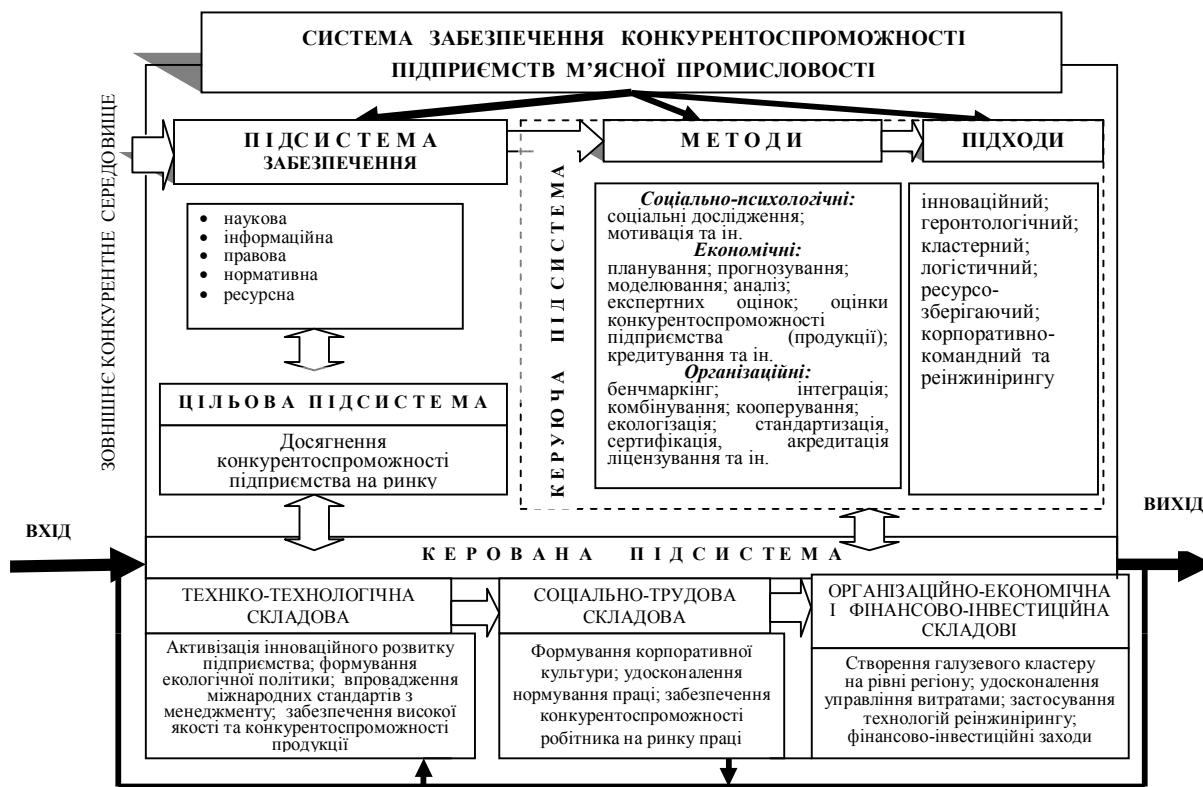 СИСТЕМА ЗАБЕЗПЕЧЕННЯ КОНКУРЕНТОСПРОМОЖНОСТІ
ПІДПРИЄМСТВ М’ЯСНОЇ ПРОМИСЛОВОСТІ
ЗОВНІШНЄ КОНКУРЕНТНЕ СЕРЕДОВИЩЕ
ПІДСИСТЕМА
ЗАБЕЗПЕЧЕННЯ
• наукова
• інформаційна
• правова
• нормативна
• ресурсна
ЦІЛЬОВА ПІДСИСТЕМА
Досягнення
конкурентоспроможності
підприємства на ринку
КЕРУЮЧА ПІДСИСТЕМА
МЕТОДИ
Соціально-психологічні:
соціальні дослідження;
мотивація та ін.
Економічні:
планування; прогнозування;
моделювання; аналіз;
експертних оцінок; оцінки
конкурентоспроможності
підприємства (продукції);
кредитування та ін.
Організаційні:
бенчмаркінг; інтеграція;
комбінування; кооперування;
екологізація; стандартизація,
сертифікація, акредитація
ліцензування та ін.
ПІДХОДИ
інноваційний;
геронтологічний;
кластерний;
логістичний;
ресурсо-
зберігаючий;
корпоративно-
командний та
реінжинірингу
ВХІД
ВИХІД
КЕРОВАНА ПІДСИСТЕМА
ТЕХНІКО-ТЕХНОЛОГІЧНА
СКЛАДОВА
Активізація інноваційного розвитку
підприємства; формування
екологічної політики; впровадження
міжнародних стандартів з
менеджменту; забезпечення високої
якості та конкурентоспроможності
продукції
СОЦІАЛЬНО-ТРУДОВА
СКЛАДОВА
Формування корпоративної
культури; удосконалення
нормування праці; забезпечення
конкурентоспроможності
робітника на ринку праці
ОРГАНІЗАЦІЙНО-ЕКОНОМІЧНА
І ФІНАНСОВО-ІНВЕСТИЦІЙНА
СКЛАДОВІ
Створення галузевого кластеру
на рівні регіону; удосконалення
управління витратами; застосування
технологій реінжинірингу;
фінансово-інвестиційні заходи